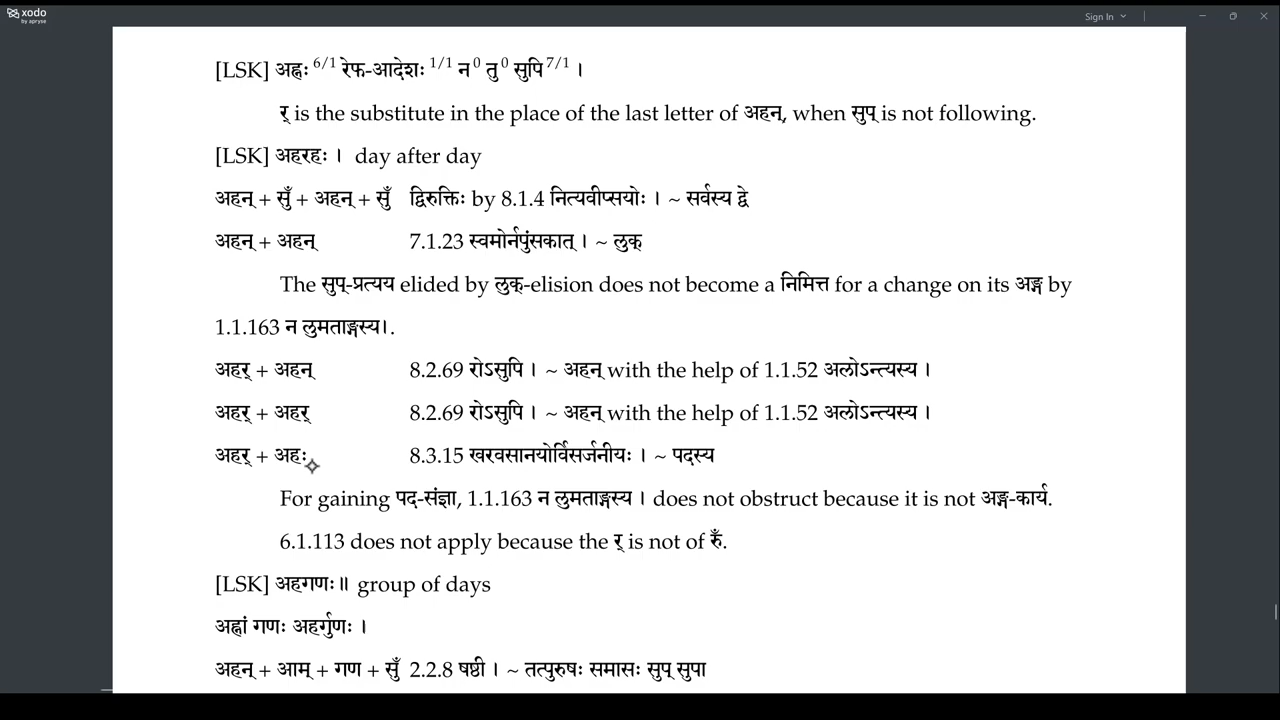 xodo
by apryse
Sign In
[LSK] अह्नः 6/1 रेफ-आदेशः 1/1 न 0 तु 0 सुपि 7/1 ।
र् is the substitute in the place of the last letter of अहन्, when सुप् is not following.
[LSK] अहरहः । day after day
अहन् + सुँ + अहन् + सुँ द्विरुक्तिः by 8.1.4 नित्यवीप्सयोः । ~ सर्वस्य द्वे
अहन् + अहन् 7.1.23 स्वमोर्नपुंसकात् । ~ लुक्
The सुप्-प्रत्यय elided by लुक्-elision does not become a निमित्त for a change on its अङ्ग by
1.1.163 न लुमताङ्गस्य।.
अहर् + अहन् 8.2.69 रोऽसुपि । ~ अहन् with the help of 1.1.52 अलोऽन्त्यस्य ।
अहर् + अहर् 8.2.69 रोऽसुपि । ~ अहन् with the help of 1.1.52 अलोऽन्त्यस्य ।
अहर् + अहः 8.3.15 खरवसानयोर्विसर्जनीयः । ~ पदस्य
For gaining पद-संज्ञा, 1.1.163 न लुमताङ्गस्य । does not obstruct because it is not अङ्ग-कार्य.
6.1.113 does not apply because the र् is not of रुँ.
[LSK] अहगणः॥ group of days
अह्नां गणः अहर्गुणः ।
अहन् + आम् + गण + सुँ 2.2.8 षष्ठी । ~ तत्पुरुषः समासः सुप् सुपा